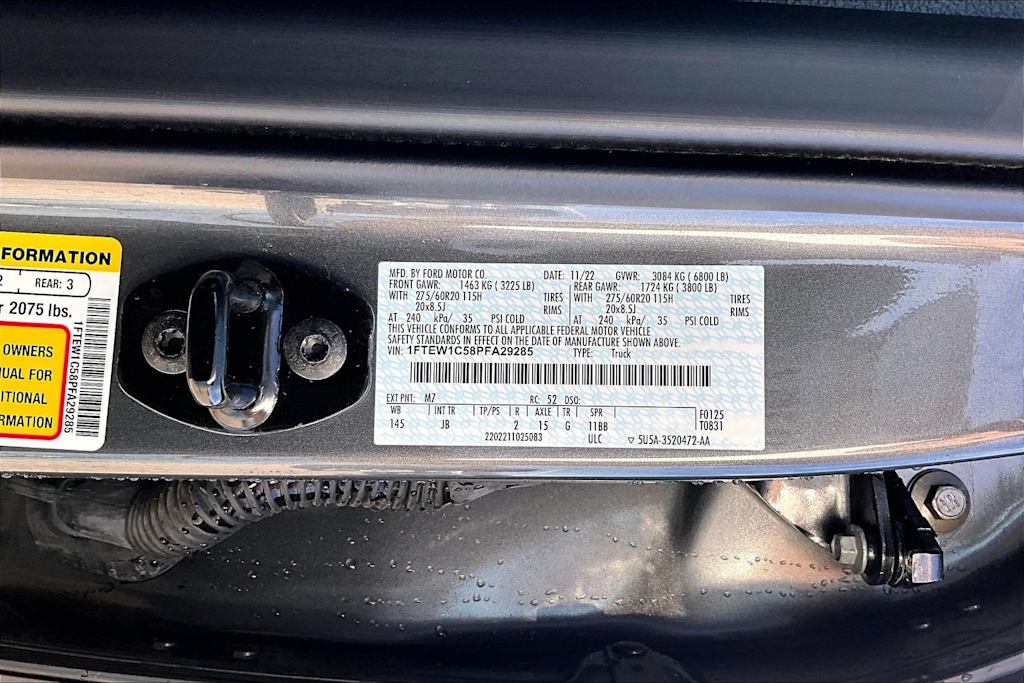 FORMATION
2 REAR: 3
r 2075 lbs.
OWNERS
NUAL FOR
DITIONAL
ORMATION
1FTEW1C58PFA29285
MFD. BY FORD MOTOR CO. DATE: 11/22 GVWR: 3084 KG ( 6800 LB)
FRONT GAWR: 1463 KG ( 3225 LB) REAR GAWR: 1724 KG ( 3800 LB)
WITH 275/60R20 115H TIRES WITH 275/60R20 115H TIRES
20x8.5J RIMS 20x8.5J RIMS
AT 240 kPa/ 35 PSI COLD AT 240 kPa/ 35 PSI COLD
THIS VEHICLE CONFORMS TO ALL APPLICABLE FEDERAL MOTOR VEHICLE
SAFETY STANDARDS IN EFFECT ON THE DATE OF MANUFACTURE SHOWN ABOVE.
VIN: 1FTEW1C58PFA29285 TYPE: Truck
EXT PNT: M7 RC: 52 DSO:
WB INT TR TP/PS R AXLE TR SPR F0125
145 JB 2 15 G 11BB T0831
2202211025083 ULC ▽ 5U5A-3520472-AA